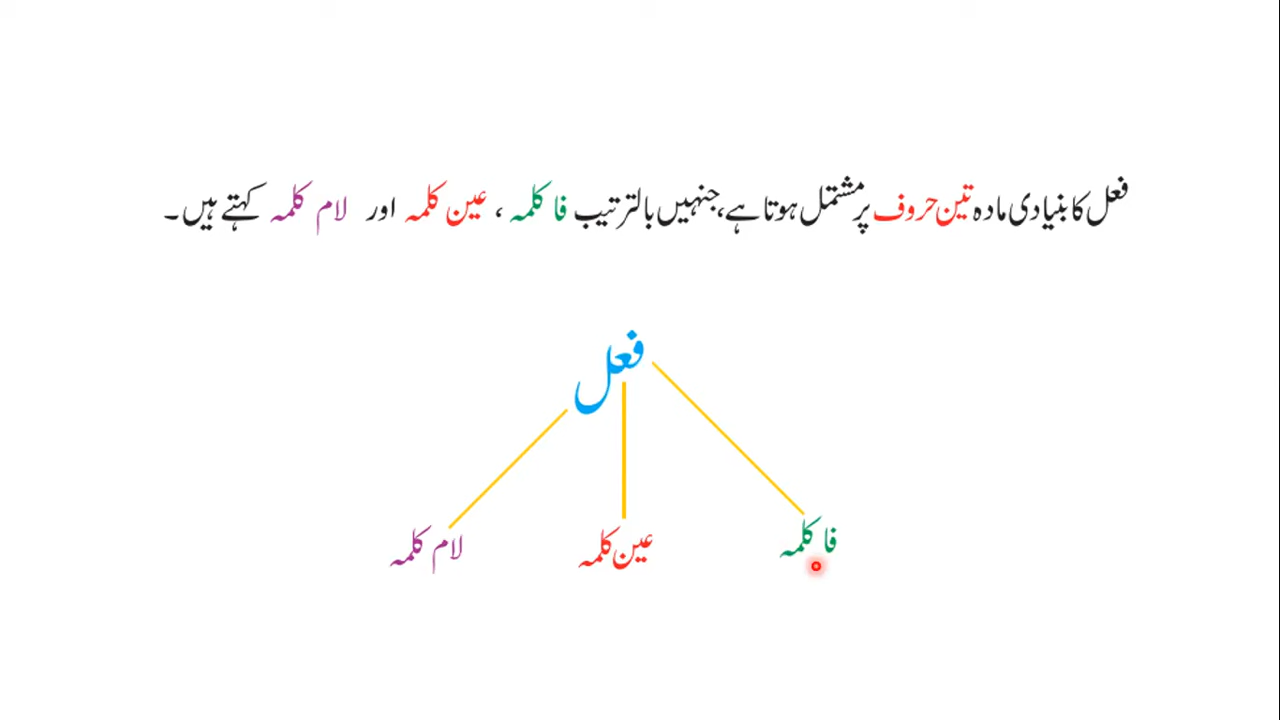 فعل کا بنیادی مادہ تین حروف پر مشتمل ہوتا ہے، جنہیں بالترتیب فا کلمہ ، عین کلمہ اور لام کلمہ کہتے ہیں۔
فعل
فا کلمہ عین کلمہ لام کلمہ